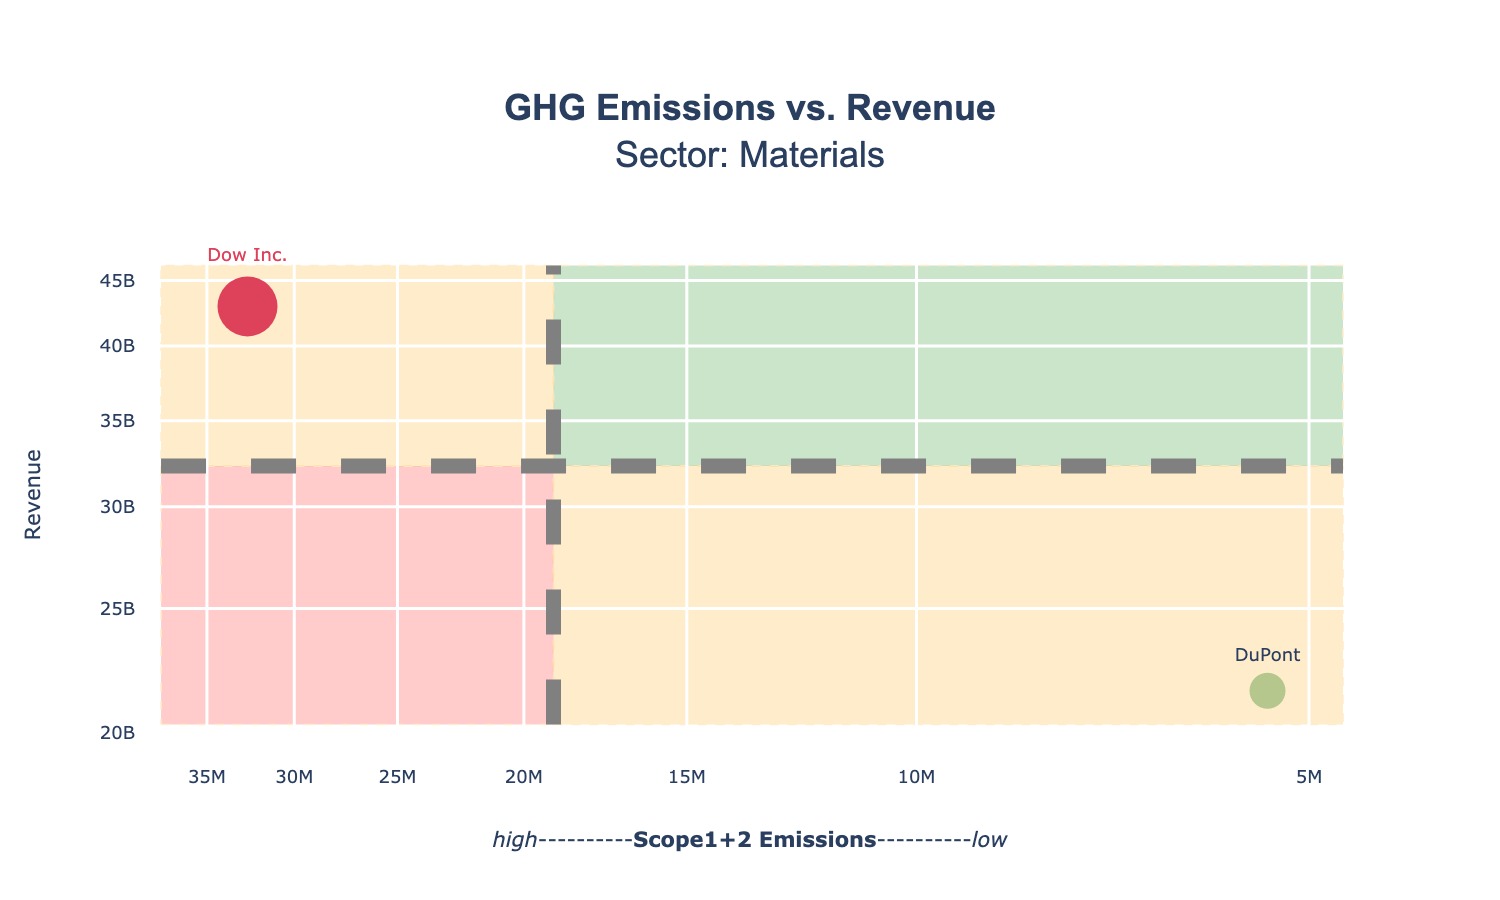 GHG Emissions vs. Revenue
Sector: Materials
Dow Inc.
45B
40B
35B
Revenue
30B
25B
DuPont
20B
35M 30M 25M 20M 15M 10M 5M
high----------Scope1+2 Emissions----------low